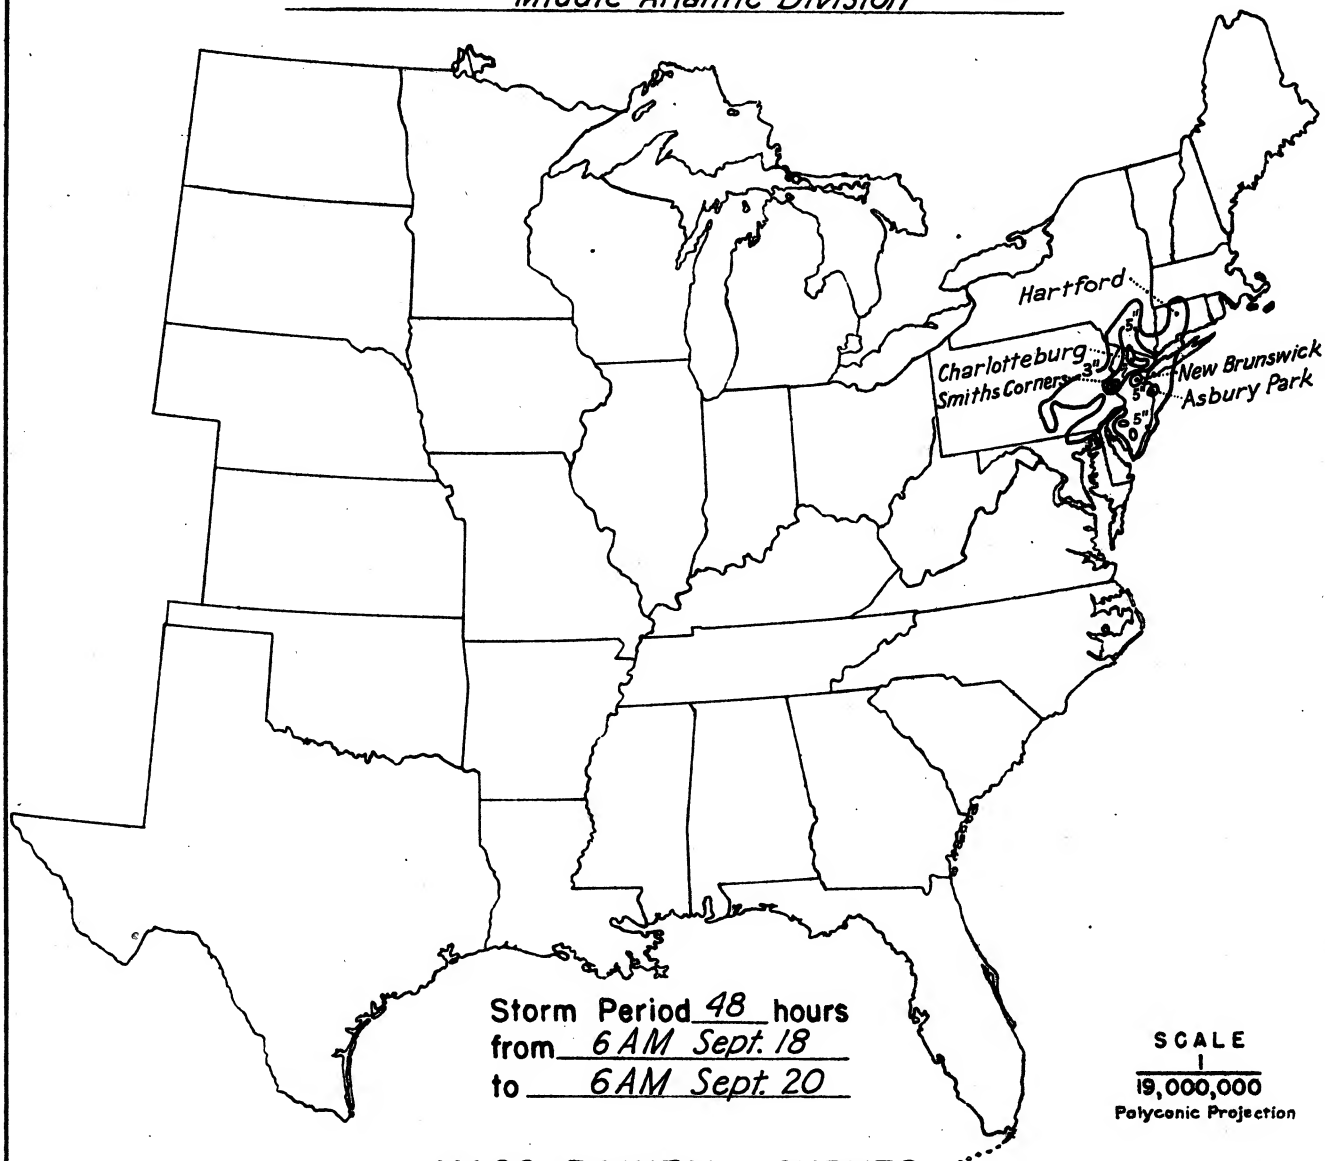 Middle Atlantic Division
Hartford
5"
Charlotteburg
3"
New Brunswick
Smiths Corners
5"
Asbury Park
5"
Storm Period 48 hours
from 6 AM Sept. 18
to 6 AM Sept. 20
SCALE
1
19,000,000
Polyconic Projection